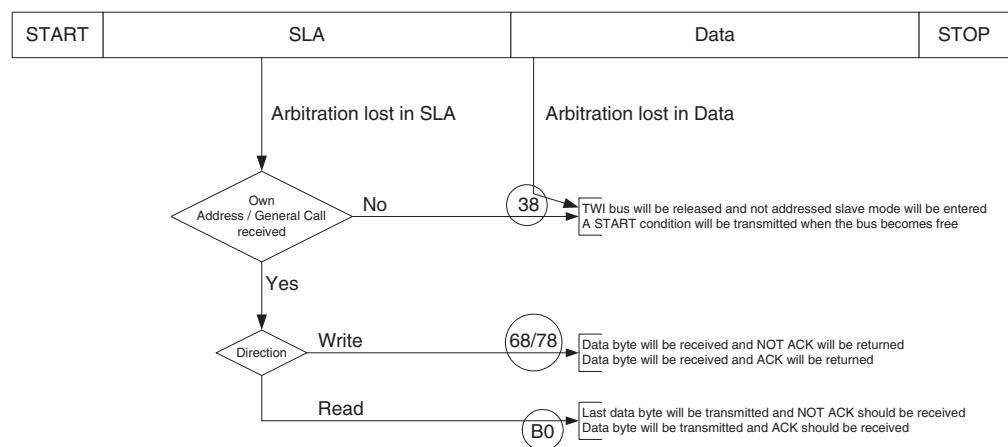 START SLA Data STOP
Arbitration lost in SLA Arbitration lost in Data
Own
Address / General Call
received
No
38
TWI bus will be released and not addressed slave mode will be entered
A START condition will be transmitted when the bus becomes free
Yes
Direction
Write
68/78
Data byte will be received and NOT ACK will be returned
Data byte will be received and ACK will be returned
Read
B0
Last data byte will be transmitted and NOT ACK should be received
Data byte will be transmitted and ACK should be received